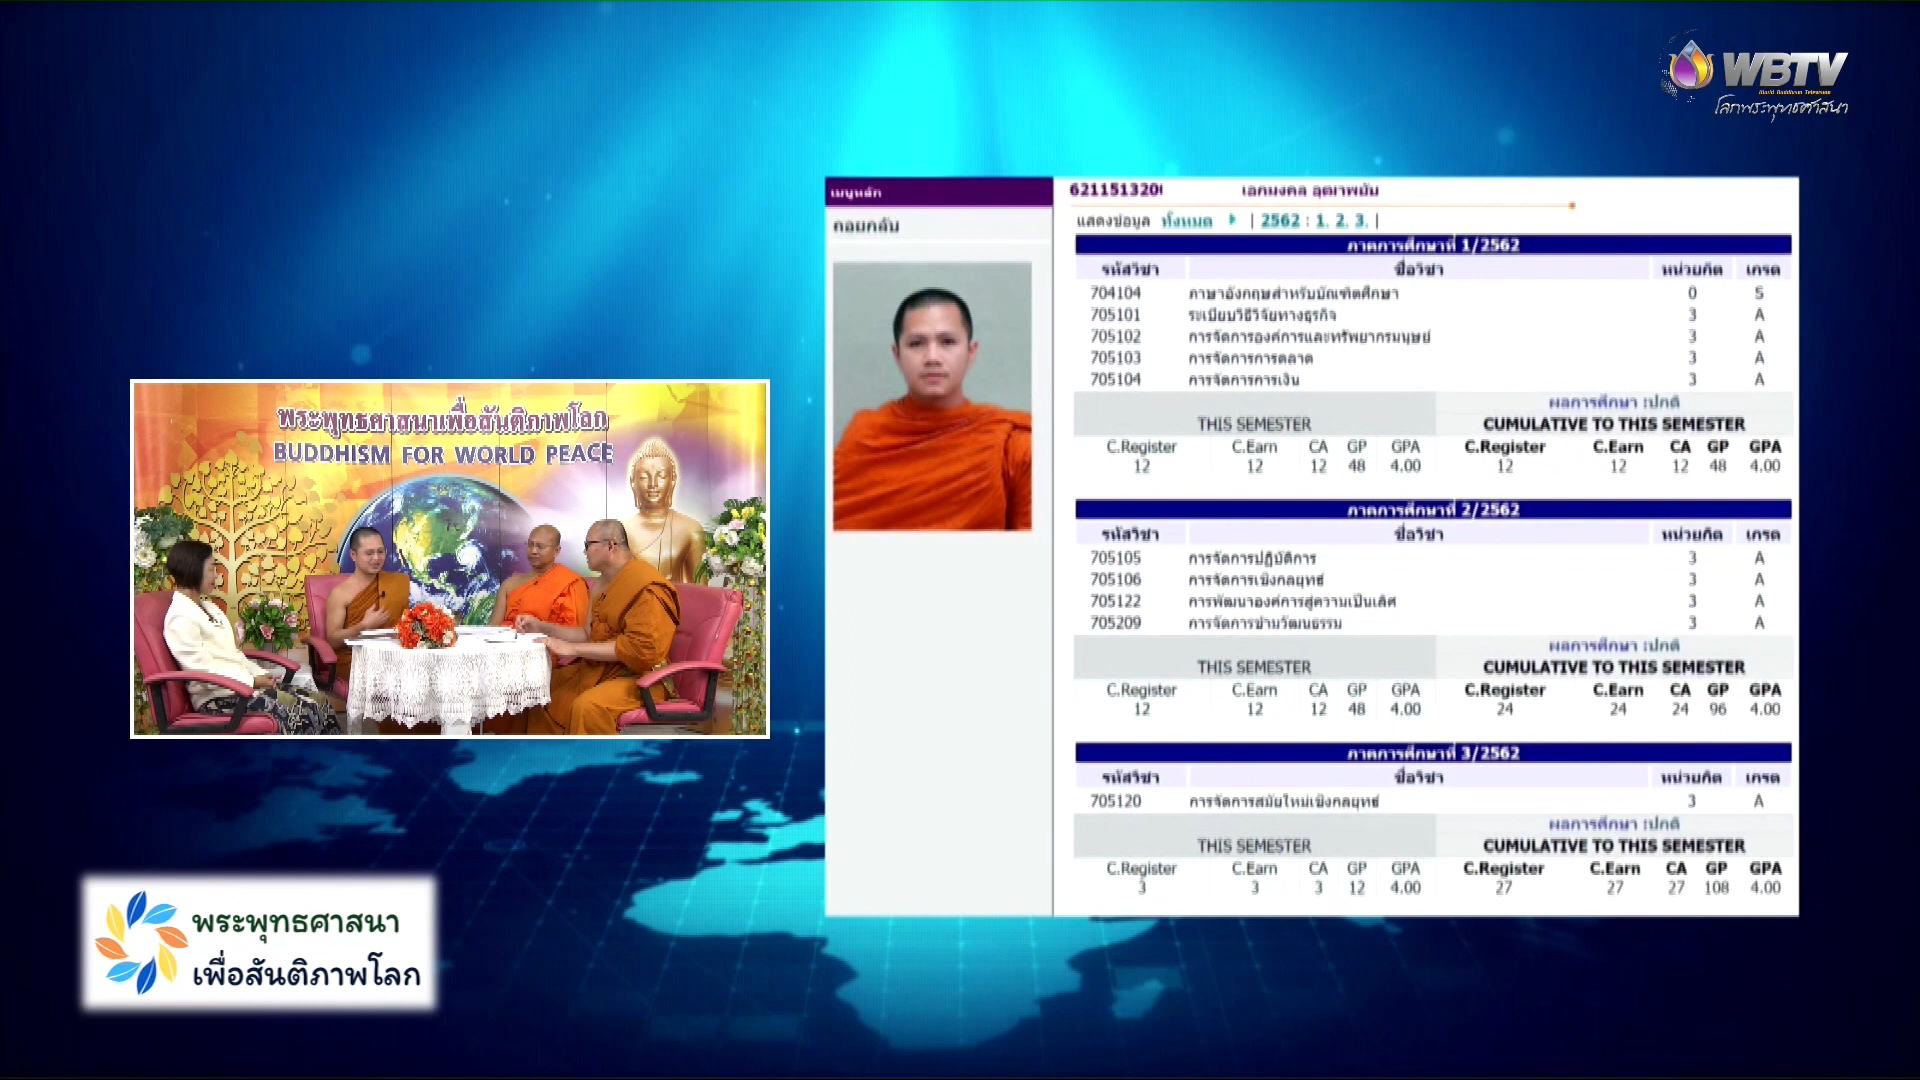 WBTV
World Buddhism Television
โลกพระพุทธศาสนา
เมนูหลัก
ถอยกลับ
เอกมงคล
แสดงข้อมูล ทั้งหมด | 2562 : 1, 2, 3, |
ภาคการศึกษาที่ 1/2562
รหัสวิชา ชื่อวิชา หน่วยกิต เกรด
704104 ภาษาอังกฤษสำหรับบัณฑิตศึกษา 0 S
705101 ระเบียบวิธีวิจัยทางธุรกิจ 3 A
705102 การจัดการองค์การและทรัพยากรมนุษย์ 3 A
705103 การจัดการการตลาด 3 A
705104 การจัดการการเงิน 3 A
ผลการศึกษา :ปกติ
THIS SEMESTER CUMULATIVE TO THIS SEMESTER
C.Register C.Earn CA GP GPA C.Register C.Earn CA GP GPA
12 12 12 48 4.00 12 12 12 48 4.00
ภาคการศึกษาที่ 2/2562
รหัสวิชา ชื่อวิชา หน่วยกิต เกรด
705105 การจัดการปฏิบัติการ 3 A
705106 การจัดการเชิงกลยุทธ์ 3 A
705122 การพัฒนาองค์การสู่ความเป็นเลิศ 3 A
705209 การจัดการข้ามวัฒนธรรม 3 A
ผลการศึกษา :ปกติ
THIS SEMESTER CUMULATIVE TO THIS SEMESTER
C.Register C.Earn CA GP GPA C.Register C.Earn CA GP GPA
12 12 12 48 4.00 24 24 24 96 4.00
ภาคการศึกษาที่ 3/2562
รหัสวิชา ชื่อวิชา หน่วยกิต เกรด
705120 การจัดการสมัยใหม่เชิงกลยุทธ์ 3 A
ผลการศึกษา :ปกติ
THIS SEMESTER CUMULATIVE TO THIS SEMESTER
C.Register C.Earn CA GP GPA C.Register C.Earn CA GP GPA
3 3 3 12 4.00 27 27 27 108 4.00
พระพุทธศาสนาเพื่อสันติภาพโลก
BUDDHISM FOR WORLD PEACE
พระพุทธศาสนา
เพื่อสันติภาพโลก